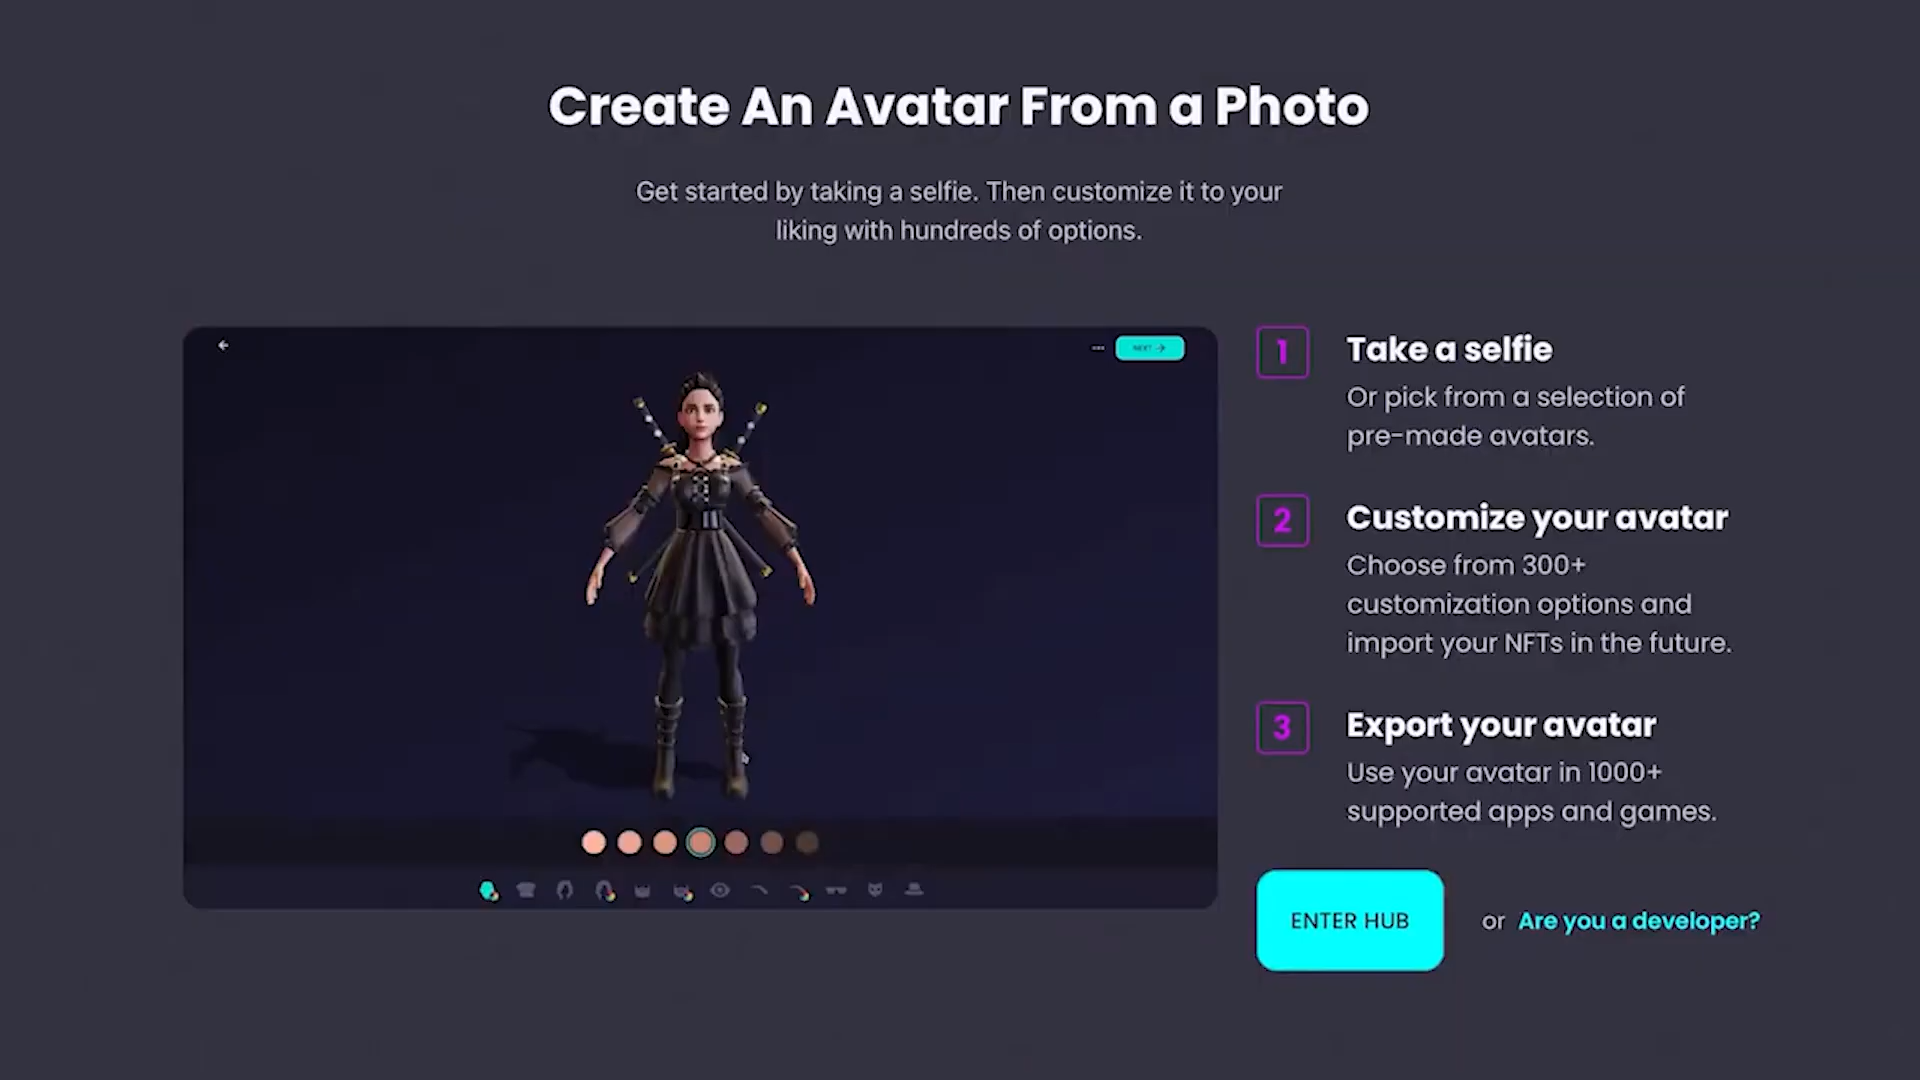 Create An Avatar From a Photo
Get started by taking a selfie. Then customize it to your
liking with hundreds of options.
NEXT
1
Take a selfie
Or pick from a selection of
pre-made avatars.
2
Customize your avatar
Choose from 300+
customization options and
import your NFTs in the future.
3
Export your avatar
Use your avatar in 1000+
supported apps and games.
ENTER HUB
or Are you a developer?